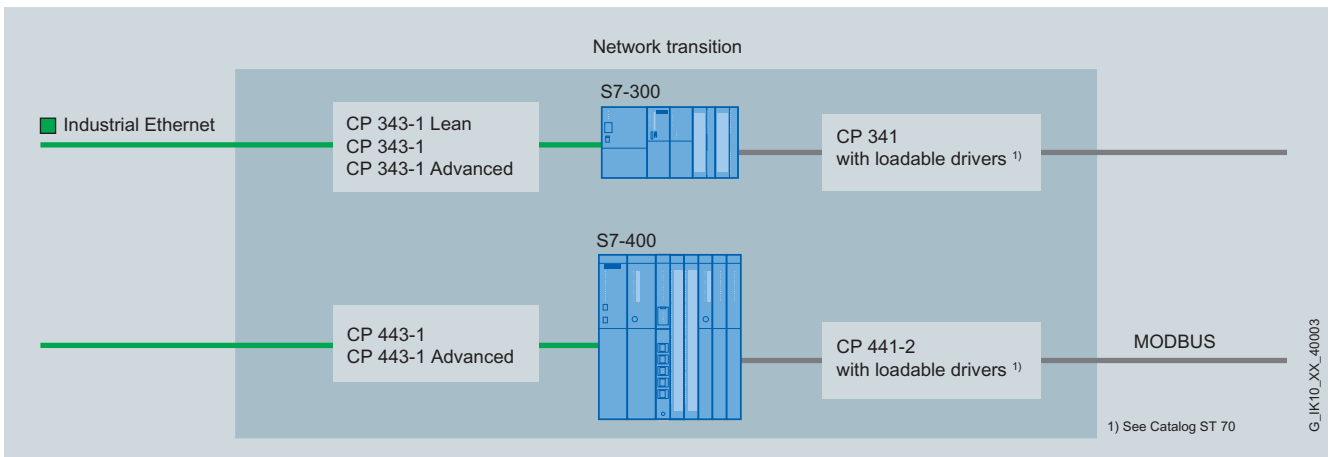 Network transition
S7-300
Industrial Ethernet
CP 343-1 Lean
CP 343-1
CP 343-1 Advanced
CP 341
with loadable drivers 1)
S7-400
CP 443-1
CP 443-1 Advanced
CP 441-2
with loadable drivers 1)
MODBUS
1) See Catalog ST 70
G_IK10_XX_40003